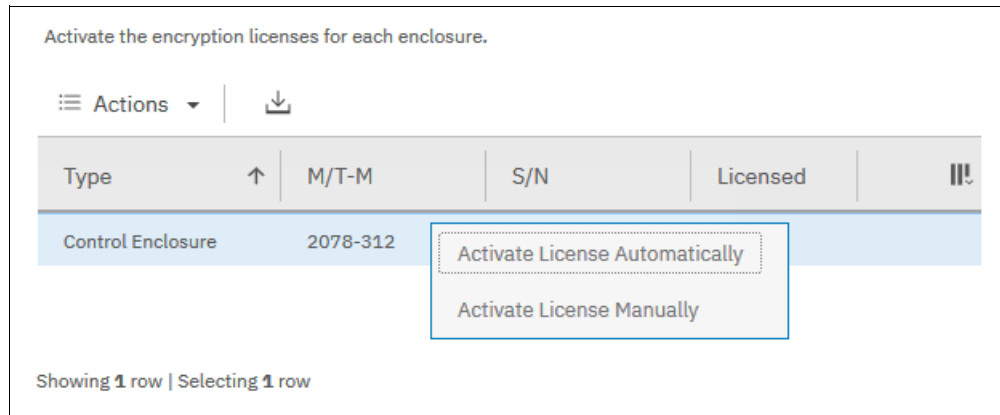 Activate the encryption licenses for each enclosure.
Actions
Type M/T-M S/N Licensed
Control Enclosure 2078-312
Activate License Automatically
Activate License Manually
Showing 1 row | Selecting 1 row